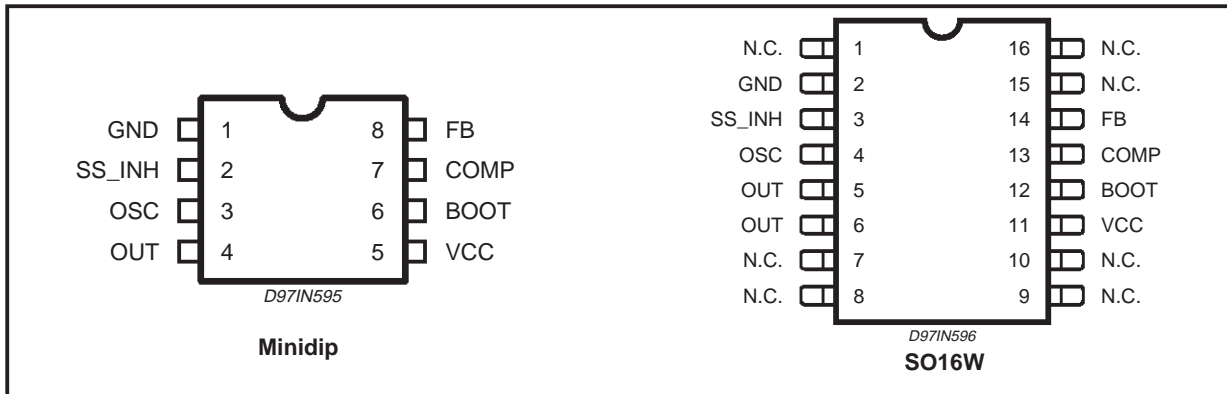 GND 1 8 FB
SS_INH 2 7 COMP
OSC 3 6 BOOT
OUT 4 5 VCC
D97IN595
Minidip
N.C. 1 16 N.C.
GND 2 15 N.C.
SS_INH 3 14 FB
OSC 4 13 COMP
OUT 5 12 BOOT
OUT 6 11 VCC
N.C. 7 10 N.C.
N.C. 8 9 N.C.
D97IN596
SO16W